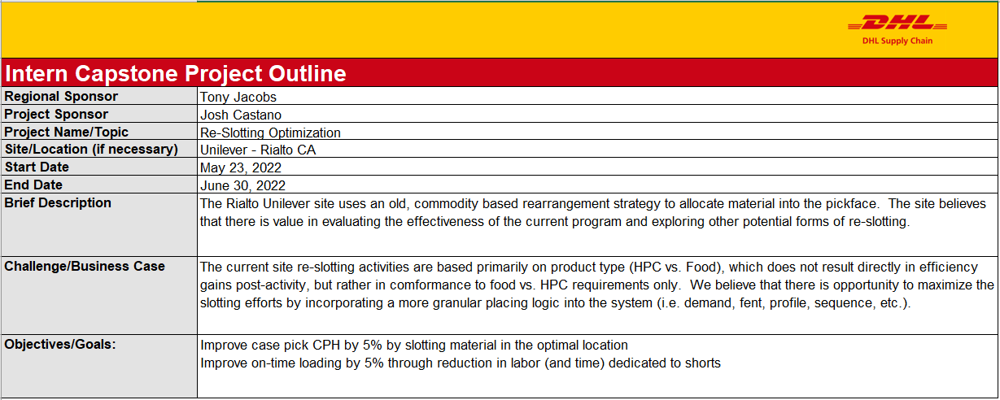 DHL
DHL Supply Chain
Intern Capstone Project Outline
Regional Sponsor Tony Jacobs
Project Sponsor Josh Castano
Project Name/Topic Re-Slotting Optimization
Site/Location (if necessary) Unilever - Rialto CA
Start Date May 23, 2022
End Date June 30, 2022
Brief Description The Rialto Unilever site uses an old, commodity based rearrangement strategy to allocate material into the pickface. The site believes
that there is value in evaluating the effectiveness of the current program and exploring other potential forms of re-slotting.
Challenge/Business Case The current site re-slotting activities are based primarily on product type (HPC vs. Food), which does not result directly in efficiency
gains post-activity, but rather in comformance to food vs. HPC requirements only. We believe that there is opportunity to maximize the
slotting efforts by incorporating a more granular placing logic into the system (i.e. demand, fent, profile, sequence, etc.).
Objectives/Goals: Improve case pick CPH by 5% by slotting material in the optimal location
Improve on-time loading by 5% through reduction in labor (and time) dedicated to shorts